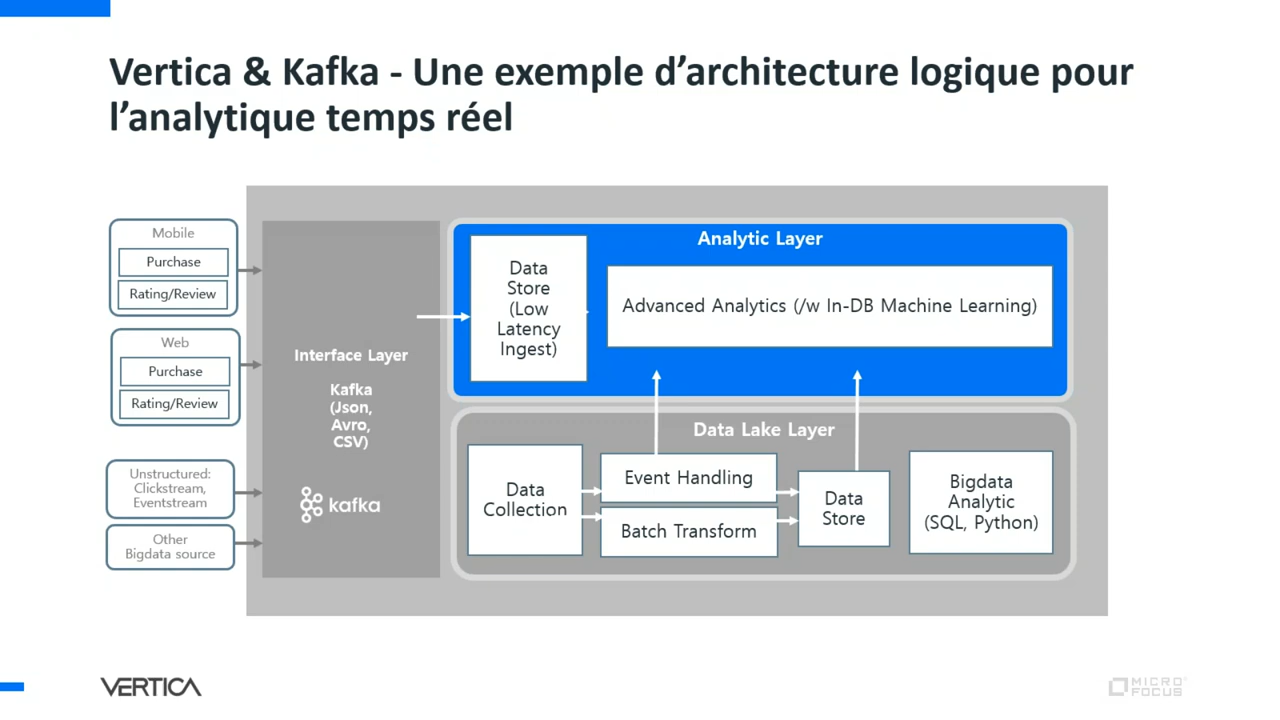 Vertica & Kafka - Une exemple d’architecture logique pour
l’analytique temps réel
Mobile
Purchase
Rating/Review
Web
Purchase
Rating/Review
Unstructured:
Clickstream,
Eventstream
Other
Bigdata source
Interface Layer
Kafka
(Json,
Avro,
CSV)
kafka
Analytic Layer
Data
Store
(Low
Latency
Ingest)
Advanced Analytics (/w In-DB Machine Learning)
Data Lake Layer
Data
Collection
Event Handling
Batch Transform
Data
Store
Bigdata
Analytic
(SQL, Python)
VERTICA
MICRO
FOCUS